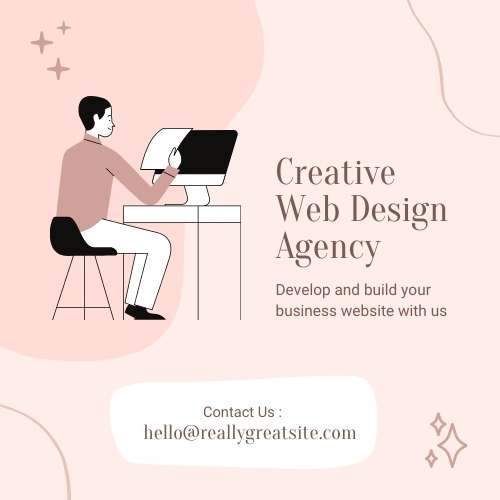 Creative
Web Design
Agency
Develop and build your
business website with us
Contact Us :
hello@reallygreatsite.com